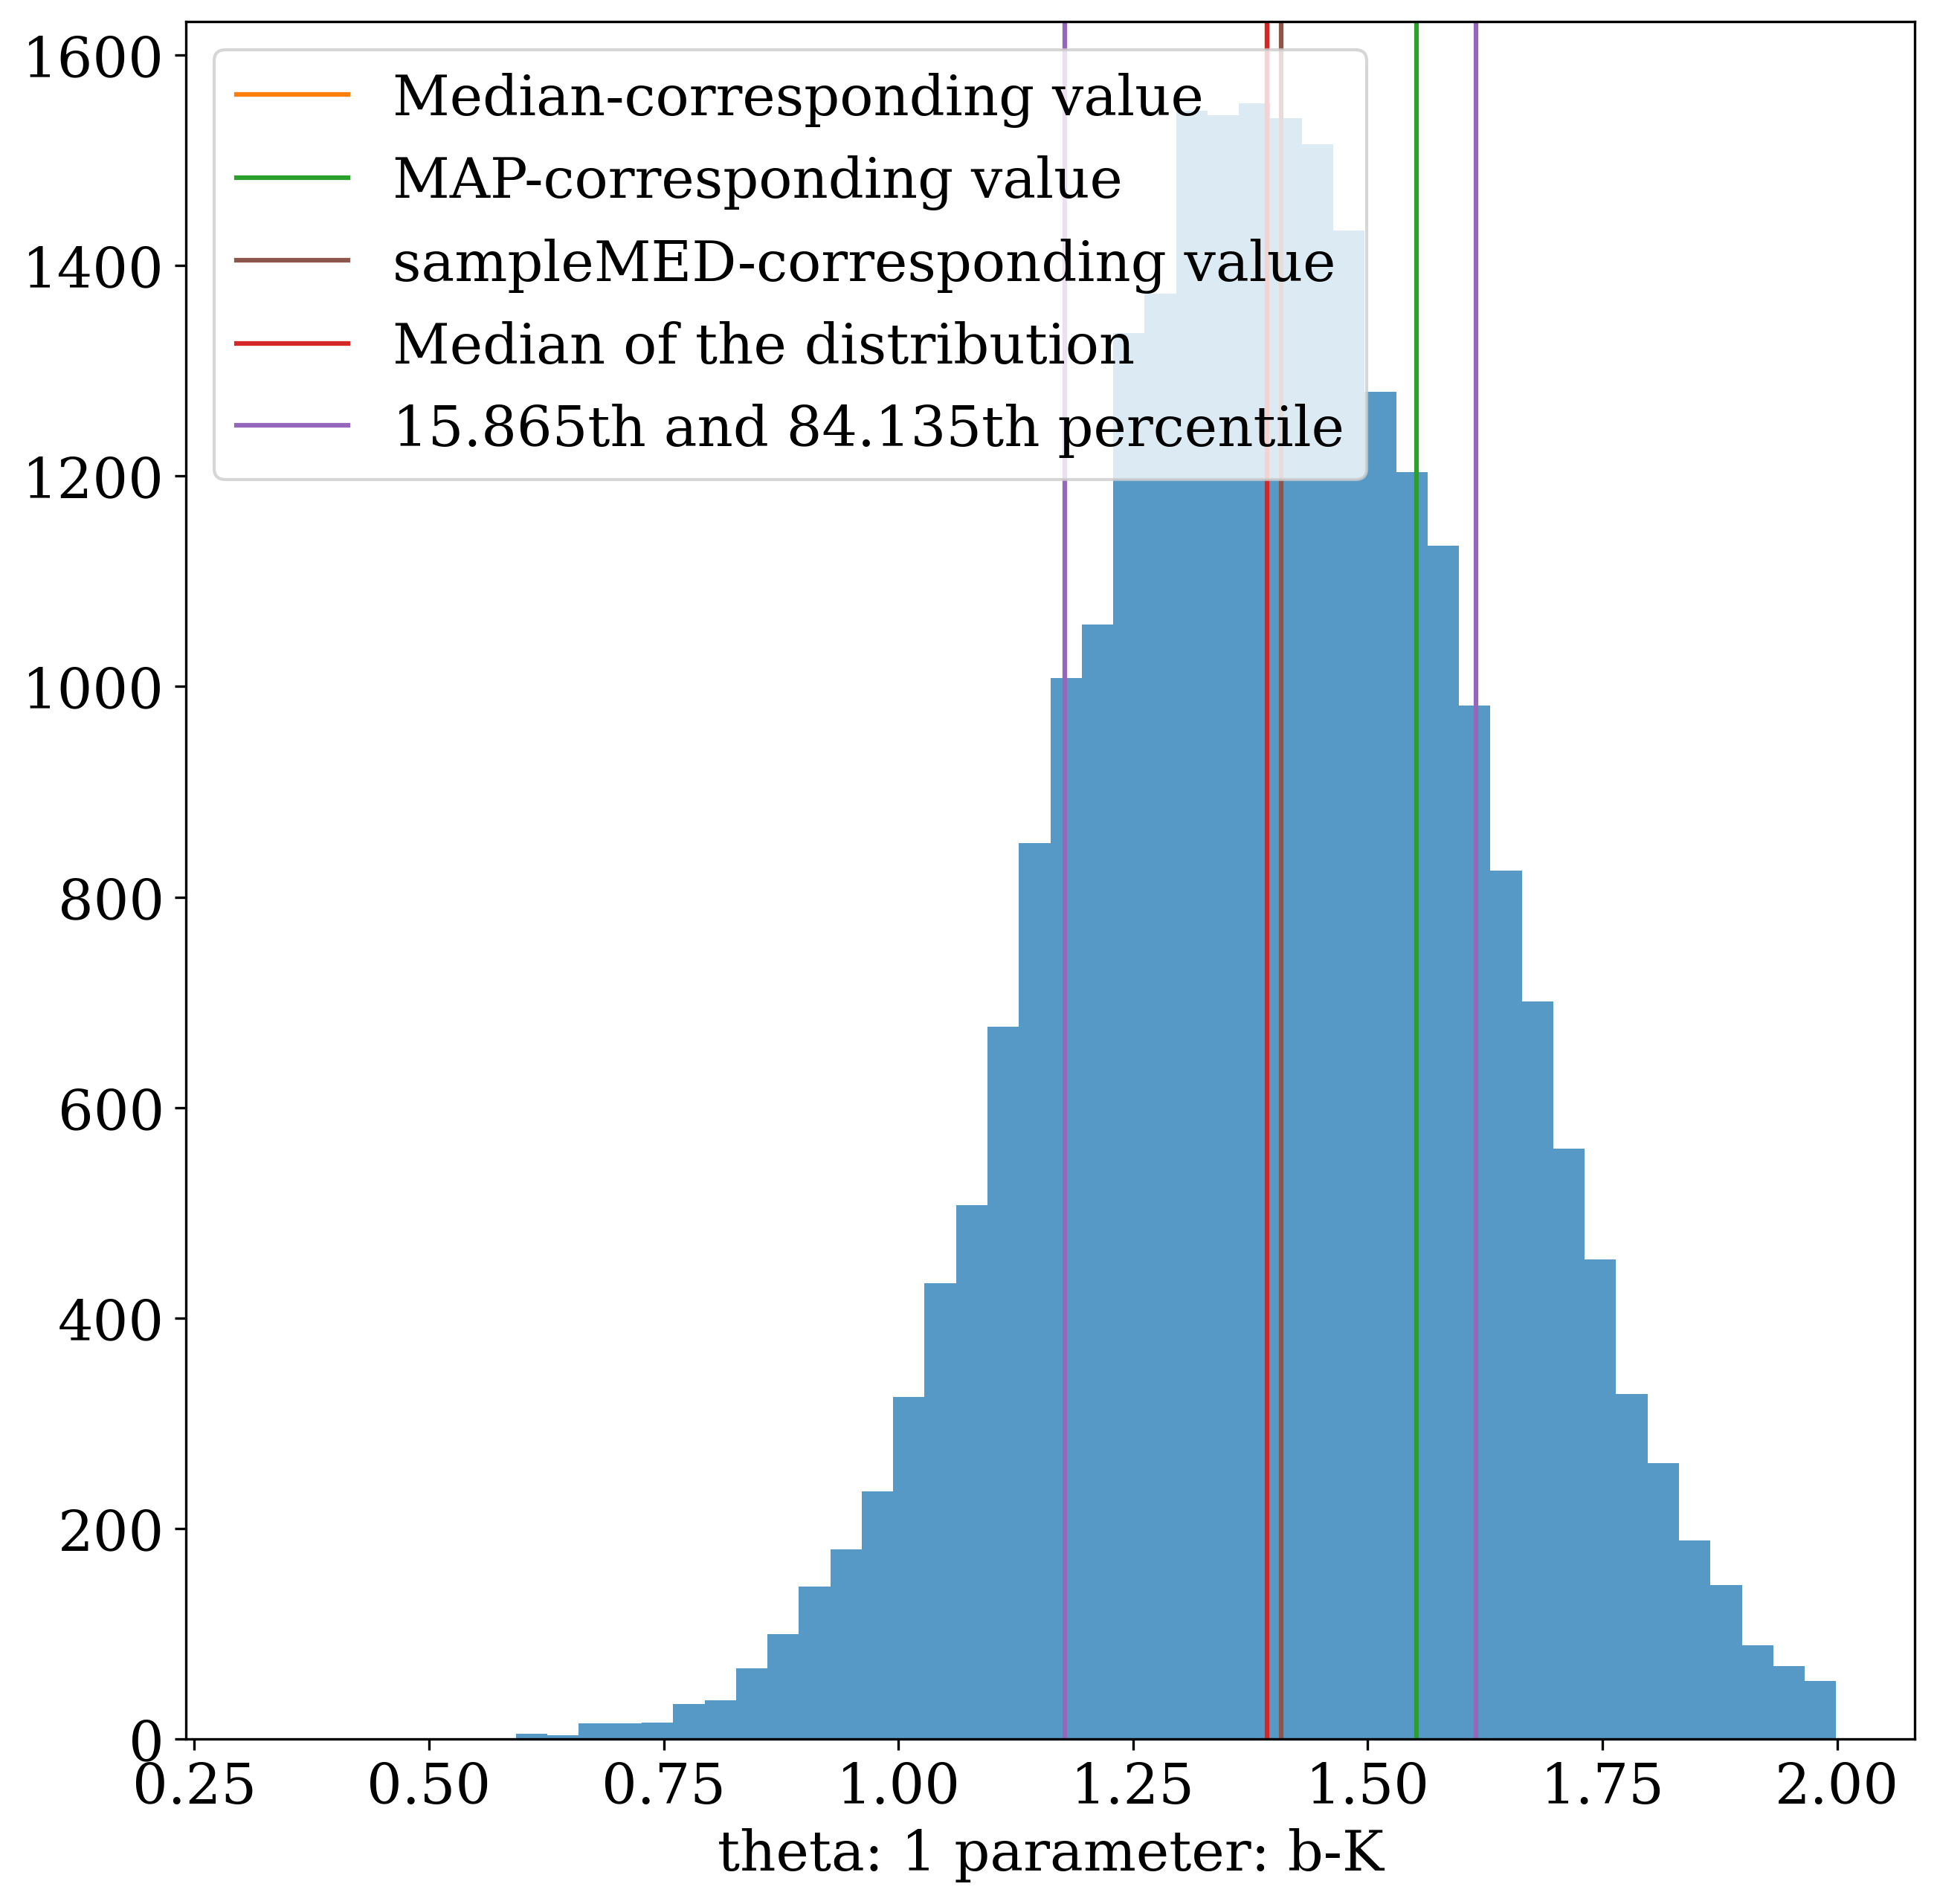 1600
1400
1200
1000
800
600
400
200
0
Median-corresponding value
MAP-corresponding value
sampleMED-corresponding value
Median of the distribution
15.865th and 84.135th percentile
0.25 0.50 0.75 1.00 1.25 1.50 1.75 2.00
theta: 1 parameter: b-K